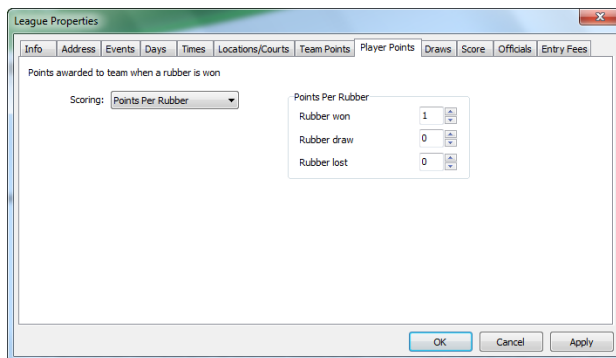 League Properties
Info Address Events Days Times Locations/Courts Team Points Player Points Draws Score Officials Entry Fees
Points awarded to team when a rubber is won
Scoring: Points Per Rubber
Points Per Rubber
Rubber won 1
Rubber draw 0
Rubber lost 0
OK Cancel Apply